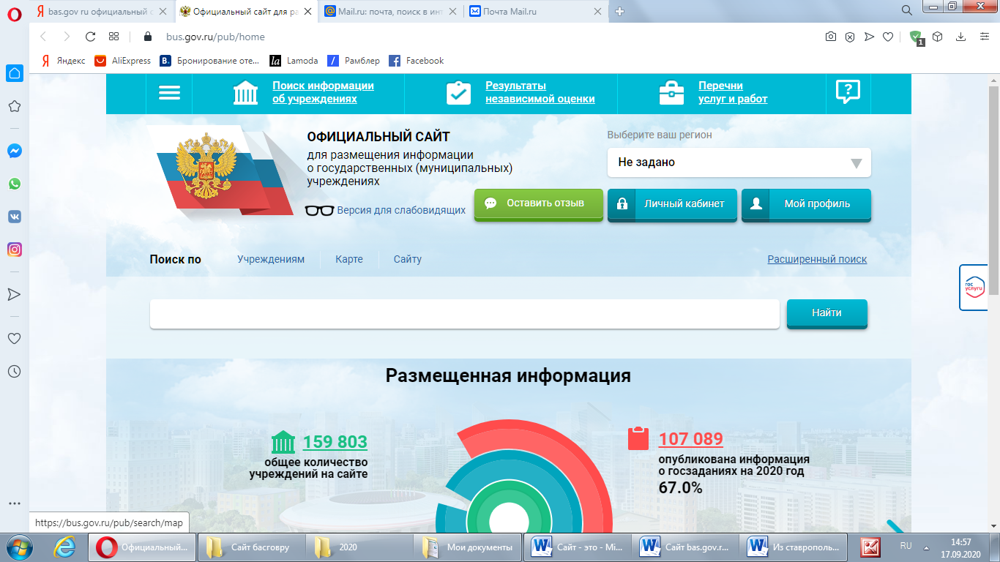 bas.gov ru официальный с
Официальный сайт для ра
Mail.ru: почта, поиск в инт
Почта Mail.ru
bus.gov.ru/pub/home
1
Яндекс
AliExpress
Бронирование оте...
Lamoda
Рамблер
Facebook
Поиск информации
об учреждениях
Результаты
независимой оценки
Перечни
услуг и работ
ОФИЦИАЛЬНЫЙ САЙТ
для размещения информации
о государственных (муниципальных)
учреждениях
Версия для слабовидящих
Выберите ваш регион
Не задано
Оставить отзыв
Личный кабинет
Мой профиль
Поиск по
Учреждениям
Карте
Сайту
Расширенный поиск
гос
услуги
Найти
Размещенная информация
159 803
общее количество
учреждений на сайте
107 089
опубликована информация
о госзаданиях на 2020 год
67.0%
https://bus.gov.ru/pub/search/map
Официальный...
Сайт басговру
2020
Мои документы
Сайт - это - Mi...
Сайт bas.gov.r...
Из ставрополь...
RU
14:57
17.09.2020